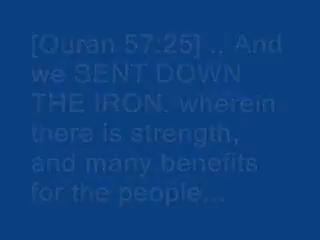 [Quran 57:25] .. And
we SENT DOWN
THE IRON. wherein
there is strength,
and many benefits
for the people...